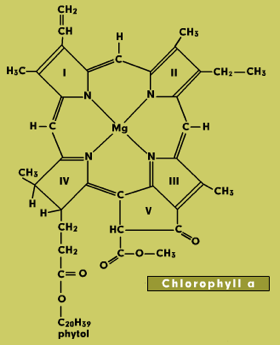 CH₂
CH
H
CH₃
H₃C
I
II
CH₂—CH₃
N
N
H—C
Mg
C—H
N
N
CH₃
IV
III
H
C
CH₃
H
V
CH₂
HC
C
O
CH₂
C—O—CH₃
O
C=O
Chlorophyll a
O
C₂₀H₃₉
phytol